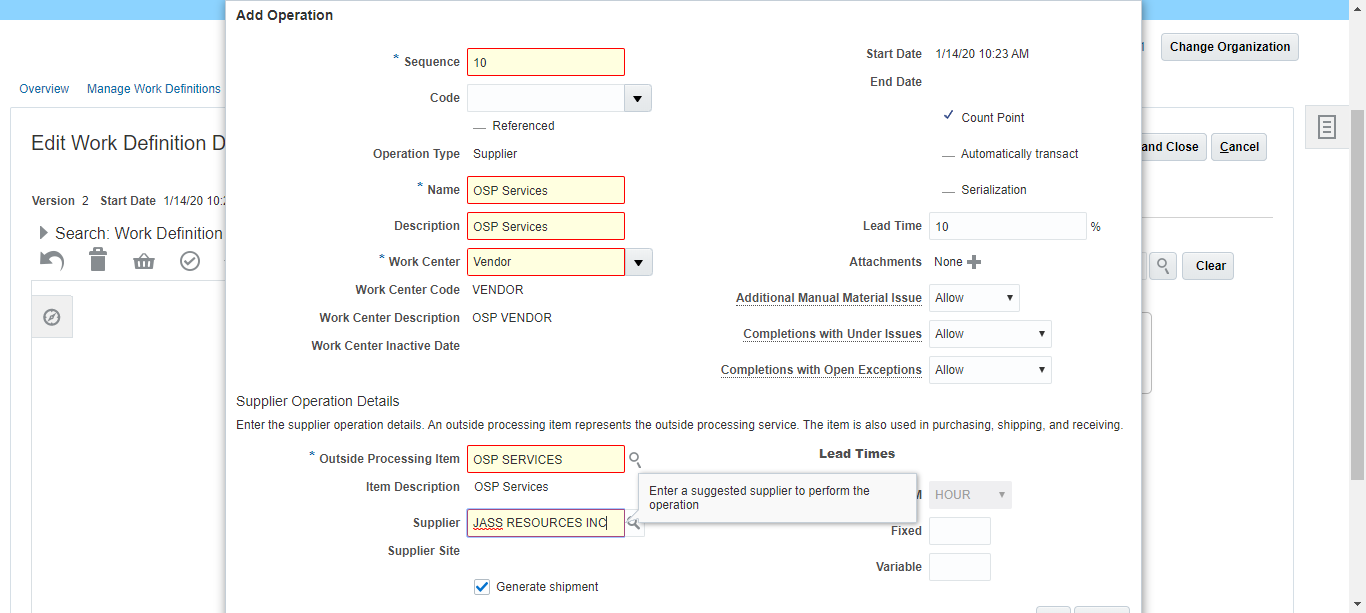 Add Operation
* Sequence 10
Code
Referenced
Operation Type Supplier
* Name OSP Services
Description OSP Services
* Work Center Vendor
Work Center Code VENDOR
Work Center Description OSP VENDOR
Work Center Inactive Date
Start Date 1/14/20 10:23 AM
End Date
Count Point
Automatically transact
Serialization
Lead Time 10 %
Attachments None
Additional Manual Material Issue Allow
Completions with Under Issues Allow
Completions with Open Exceptions Allow
Supplier Operation Details
Enter the supplier operation details. An outside processing item represents the outside processing service. The item is also used in purchasing, shipping, and receiving.
* Outside Processing Item OSP SERVICES
Item Description OSP Services
Supplier JASS RESOURCES INC
Supplier Site
Generate shipment
Enter a suggested supplier to perform the
operation
Lead Times
HOUR
Fixed
Variable
Change Organization
Overview Manage Work Definitions
Edit Work Definition D
and Close Cancel
Version 2 Start Date 1/14/20 10:
Search: Work Definition
Clear